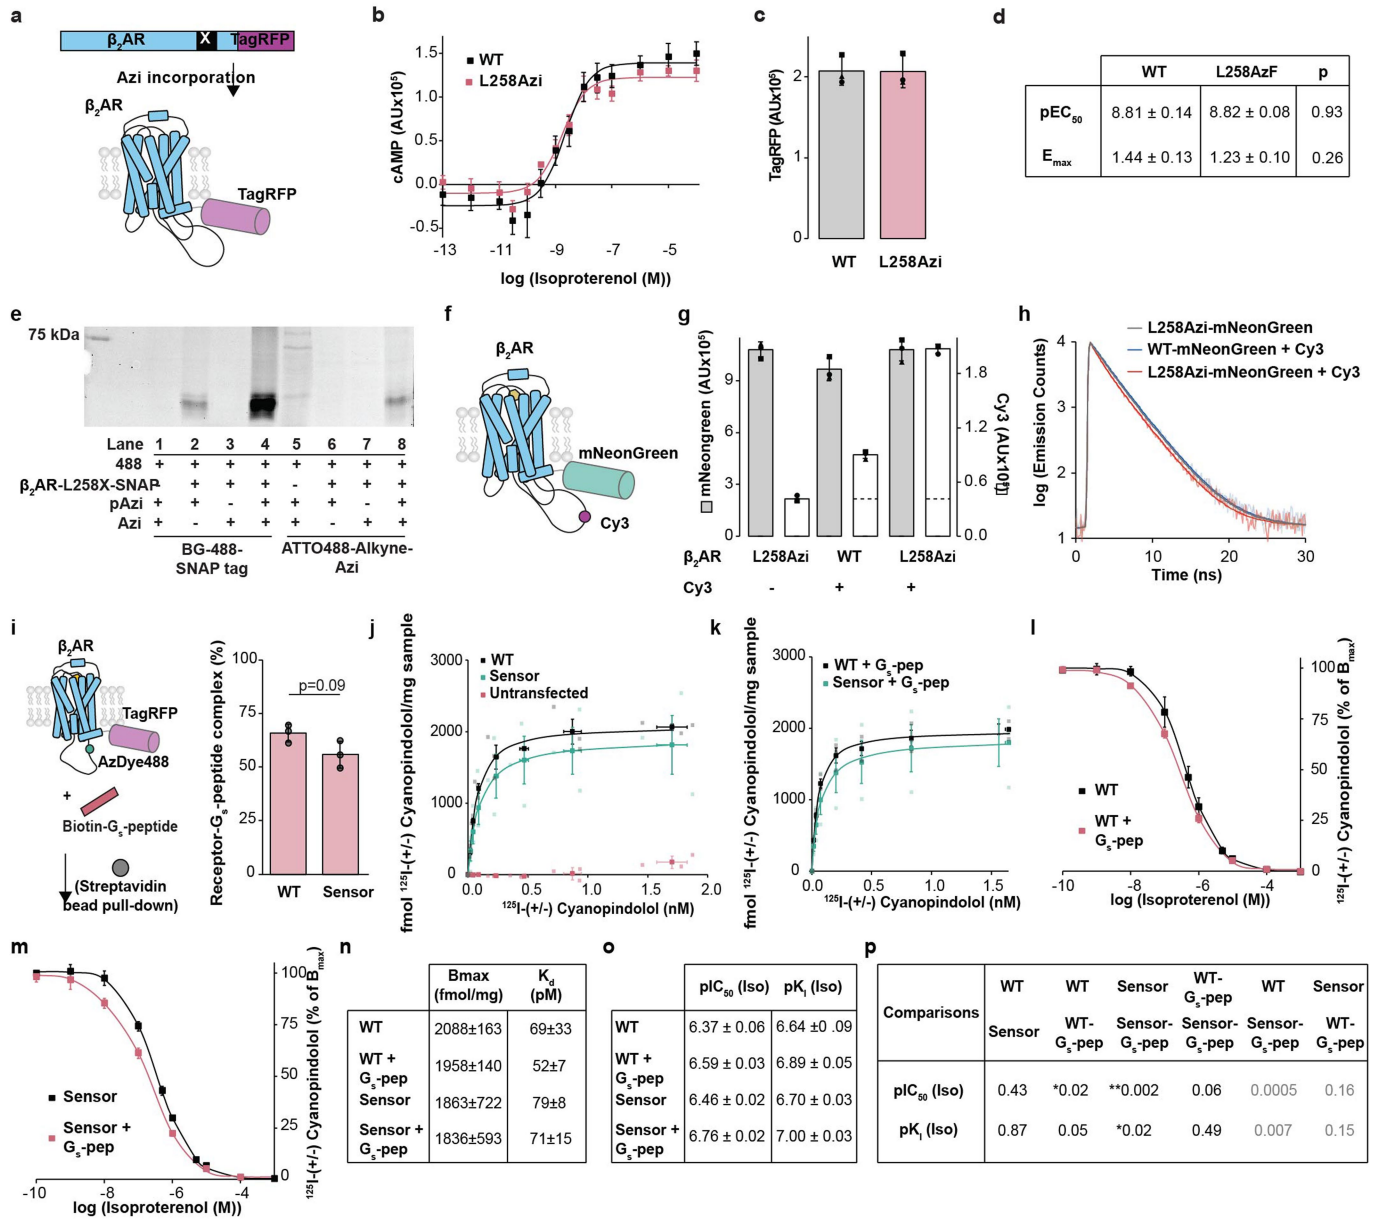 a
β2AR
X
TagRFP
Azi incorporation
β2AR
TagRFP
b
cAMP (AUx10⁵)
1.5
1.0
0.5
0.0
-0.5
WT
L258Azi
-13 -11 -9 -7 -5
log (Isoproterenol (M))
c
TagRFP (AUx10⁵)
2
1
0
WT L258Azi
d
WT L258AzF p
pEC50 8.81 ± 0.14 8.82 ± 0.08 0.93
Emax 1.44 ± 0.13 1.23 ± 0.10 0.26
e
75 kDa
Lane 1 2 3 4 5 6 7 8
488 + + + + + + + +
β2AR-L258X-SNAP - + + + - + + +
pAzi + + - + + + - +
Azi + - + + + - + +
BG-488-
SNAP tag
ATTO488-Alkyne-
Azi
f
β2AR
mNeonGreen
Cy3
g
mNeongreen (AUx10⁵)
9
6
3
0
1.8
1.2
0.6
0.0
Cy3 (AUx10⁵)
β2AR L258Azi WT L258Azi
Cy3 - + +
h
L258Azi-mNeonGreen
WT-mNeonGreen + Cy3
L258Azi-mNeonGreen + Cy3
log (Emission Counts)
4
3
2
1
0 10 20 30
Time (ns)
i
β2AR
TagRFP
AzDye488
+
Biotin-Gs-peptide
(Streptavidin
bead pull-down)
Receptor-Gs-peptide complex (%)
100
75
50
25
0
p=0.09
WT Sensor
j
fmol ¹²⁵I-(+/-) Cyanopindolol/mg sample
3000
2000
1000
0
WT
Sensor
Untransfected
0.0 0.5 1.0 1.5 2.0
¹²⁵I-(+/-) Cyanopindolol (nM)
k
fmol ¹²⁵I-(+/-) Cyanopindolol/mg sample
3000
2000
1000
0
WT + Gs-pep
Sensor + Gs-pep
0.0 0.5 1.0 1.5
¹²⁵I-(+/-) Cyanopindolol (nM)
l
WT
WT +
Gs-pep
100
75
50
25
0
¹²⁵I-(+/-) Cyanopindolol (% of Bmax)
-10 -8 -6 -4
log (Isoproterenol (M))
m
Sensor
Sensor +
Gs-pep
100
75
50
25
0
¹²⁵I-(+/-) Cyanopindolol (% of Bmax)
-10 -8 -6 -4
log (Isoproterenol (M))
n
Bmax Kd
(fmol/mg) (pM)
WT 2088±163 69±33
WT + Gs-pep 1958±140 52±7
Sensor 1863±722 79±8
Sensor + Gs-pep 1836±593 71±15
o
pIC50 (Iso) pKI (Iso)
WT 6.37 ± 0.06 6.64 ±0 .09
WT + Gs-pep 6.59 ± 0.03 6.89 ± 0.05
Sensor 6.46 ± 0.02 6.70 ± 0.03
Sensor + Gs-pep 6.76 ± 0.02 7.00 ± 0.03
p
Comparisons
WT WT Sensor WT-Gs-pep WT Sensor
Sensor WT-Gs-pep Sensor-Gs-pep Sensor-Gs-pep Sensor-Gs-pep WT-Gs-pep
pIC50 (Iso) 0.43 *0.02 **0.002 0.06 0.0005 0.16
pKI (Iso) 0.87 0.05 *0.02 0.49 0.007 0.15